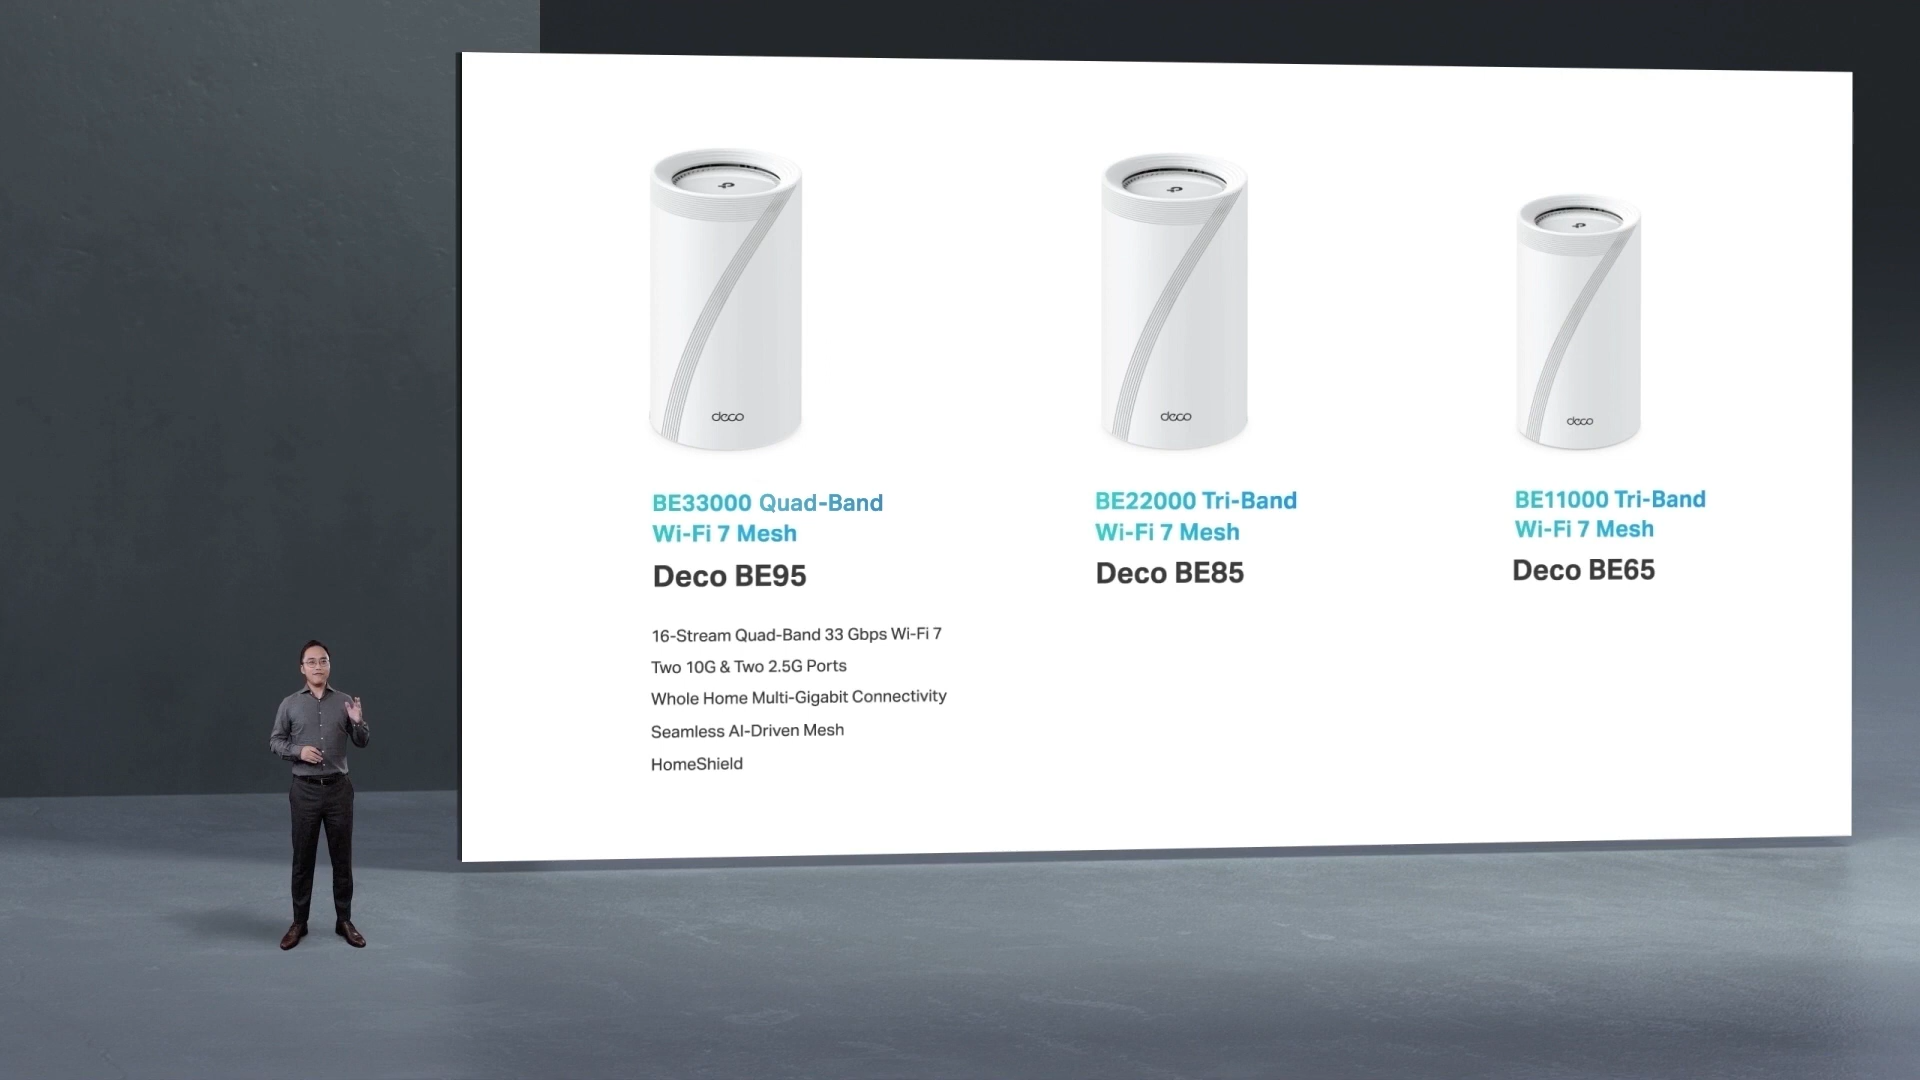 deco
deco
deco
BE33000 Quad-Band
Wi-Fi 7 Mesh
Deco BE95
16-Stream Quad-Band 33 Gbps Wi-Fi 7
Two 10G & Two 2.5G Ports
Whole Home Multi-Gigabit Connectivity
Seamless AI-Driven Mesh
HomeShield
BE22000 Tri-Band
Wi-Fi 7 Mesh
Deco BE85
BE11000 Tri-Band
Wi-Fi 7 Mesh
Deco BE65